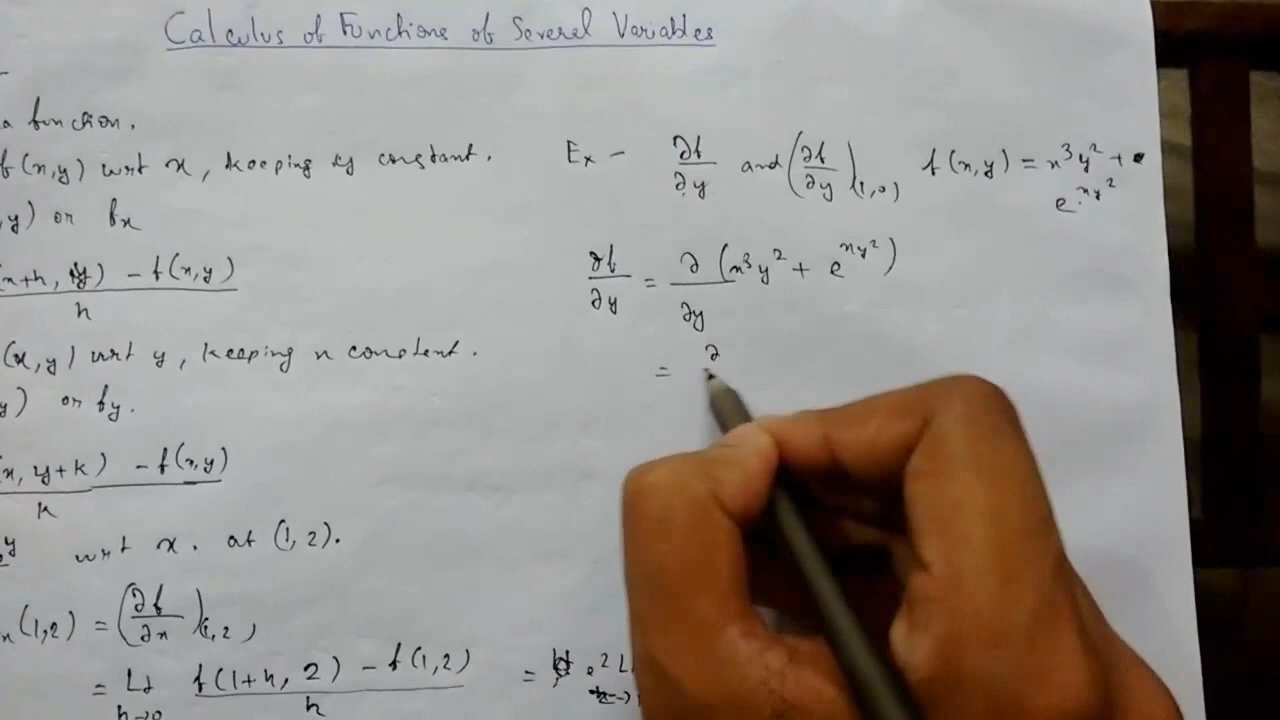 Calculus of Functions of Several Variables
a function.
f(x,y) wrt x, keeping y constant.
,y) or fx
(x+h, y) - f(x,y)
h
(x,y) wrt y, keeping x constant.
y) or fy.
x, y+k) - f(x,y)
k
y wrt x. at (1,2).
x(1,2) = (∂f/∂x)(1,2)
= Lt f(1+h, 2) - f(1,2)
h→0 h
Ex - ∂f/∂y and (∂f/∂y)(1,0) f(x,y) = x³y² +
e^xy²
∂f/∂y = ∂/∂y (x³y² + e^xy²)
= ∂
= e²